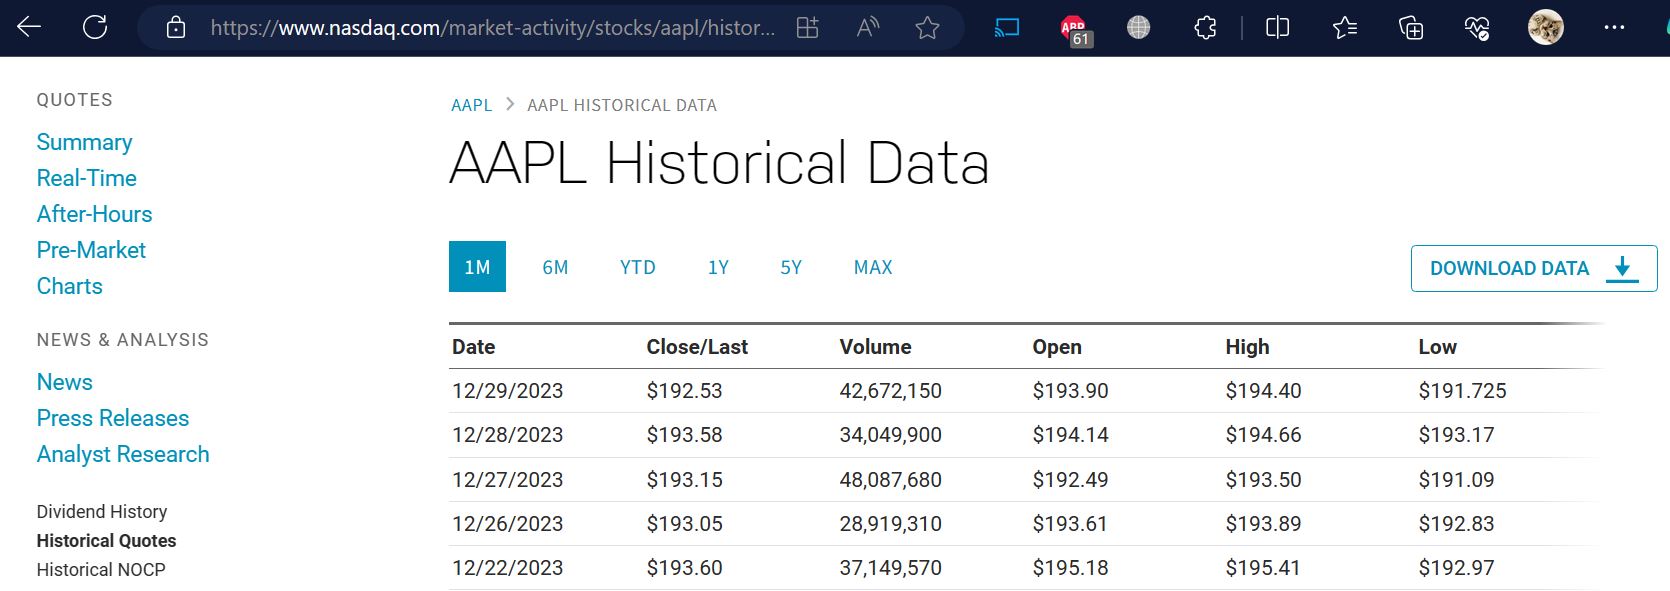 https://www.nasdaq.com/market-activity/stocks/aapl/histor...
ABP
61
QUOTES
Summary
Real-Time
After-Hours
Pre-Market
Charts
NEWS & ANALYSIS
News
Press Releases
Analyst Research
Dividend History
Historical Quotes
Historical NOCP
AAPL > AAPL HISTORICAL DATA
AAPL Historical Data
1M 6M YTD 1Y 5Y MAX
DOWNLOAD DATA
Date Close/Last Volume Open High Low
12/29/2023 $192.53 42,672,150 $193.90 $194.40 $191.725
12/28/2023 $193.58 34,049,900 $194.14 $194.66 $193.17
12/27/2023 $193.15 48,087,680 $192.49 $193.50 $191.09
12/26/2023 $193.05 28,919,310 $193.61 $193.89 $192.83
12/22/2023 $193.60 37,149,570 $195.18 $195.41 $192.97